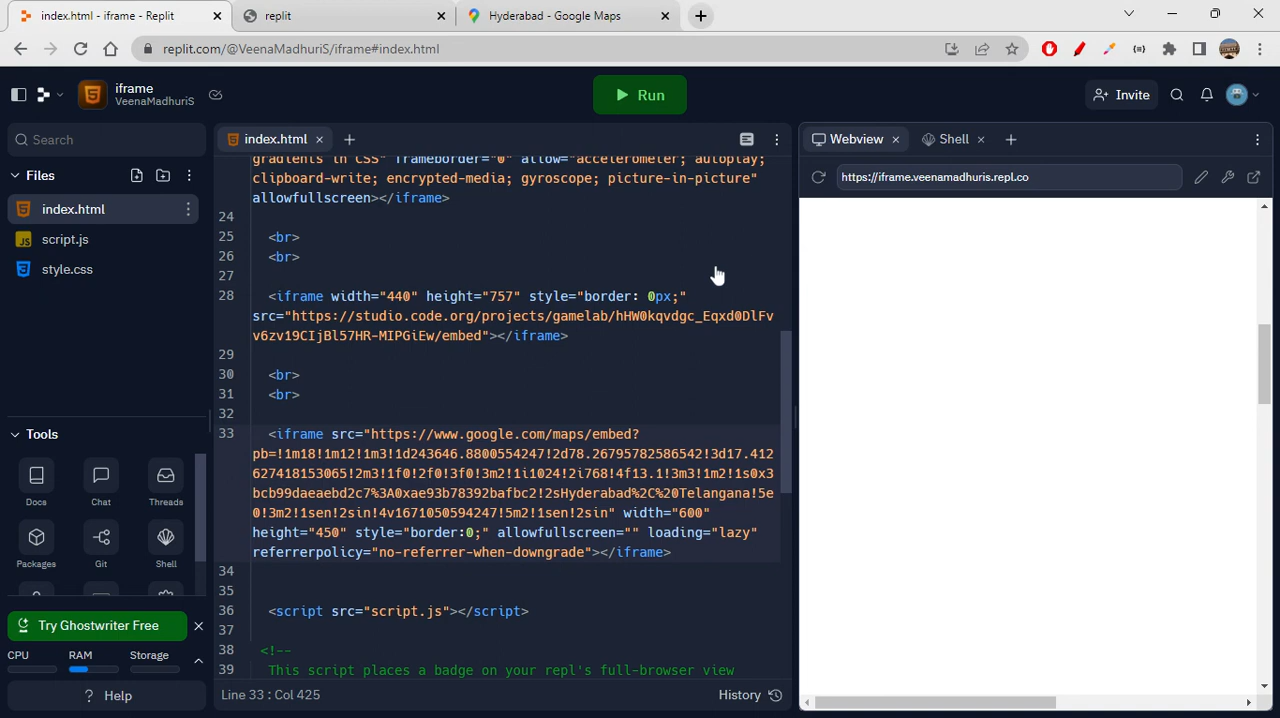 index.html - iframe - Replit
replit
Hyderabad - Google Maps
replit.com/@VeenaMadhuriS/iframe#index.html
iframe
VeenaMadhuriS
Run
Invite
Search
Files
index.html
script.js
style.css
Tools
Docs
Chat
Threads
Packages
Git
Shell
Try Ghostwriter Free
CPU
RAM
Storage
? Help
index.html
gradients in CSS" frameborder="0" allow="accelerometer; autoplay;
clipboard-write; encrypted-media; gyroscope; picture-in-picture"
allowfullscreen></iframe>
24
25 <br>
26 <br>
27
28 <iframe width="440" height="757" style="border: 0px;"
src="https://studio.code.org/projects/gamelab/hHW0kqvdgc_Eqxd0DlFv
v6zv19CIjBl57HR-MIPGiEw/embed"></iframe>
29
30 <br>
31 <br>
32
33 <iframe src="https://www.google.com/maps/embed?
pb=!1m18!1m12!1m3!1d243646.8800554247!2d78.26795782586542!3d17.412
627418153065!2m3!1f0!2f0!3f0!3m2!1i1024!2i768!4f13.1!3m3!1m2!1s0x3
bcb99daeaebd2c7%3A0xae93b78392bafbc2!2sHyderabad%2C%20Telangana!5e
0!3m2!1sen!2sin!4v1671050594247!5m2!1sen!2sin" width="600"
height="450" style="border:0;" allowfullscreen="" loading="lazy"
referrerpolicy="no-referrer-when-downgrade"></iframe>
34
35
36 <script src="script.js"></script>
37
38 <!--
39 This script places a badge on your repl's full-browser view
Line 33 : Col 425
History
Webview
Shell
https://iframe.veenamadhuris.repl.co